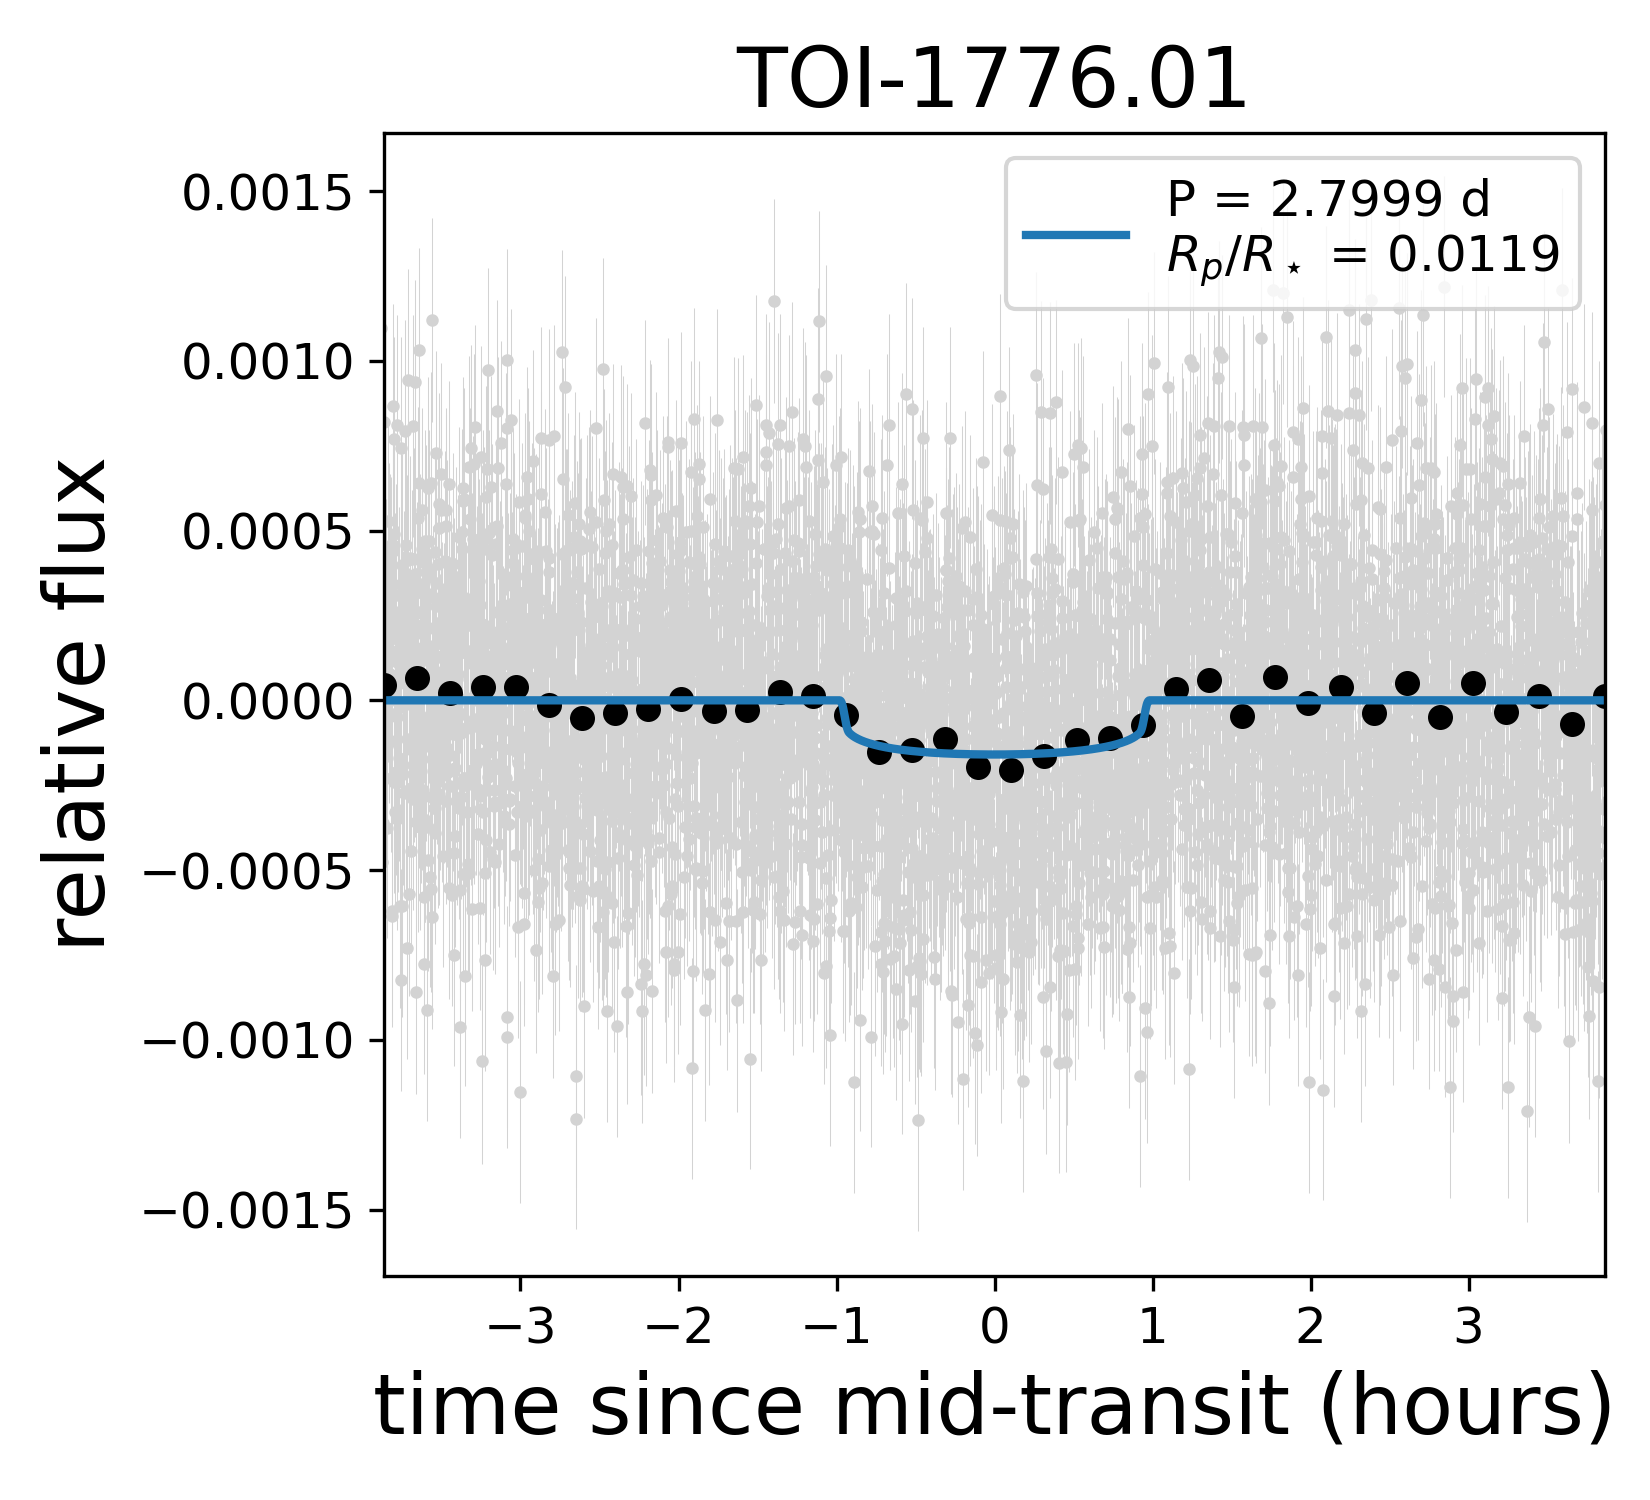 TOI-1776.01
P = 2.7999 d
R_p/R_⋆ = 0.0119
relative flux
0.0015
0.0010
0.0005
0.0000
−0.0005
−0.0010
−0.0015
−3 −2 −1 0 1 2 3
time since mid-transit (hours)